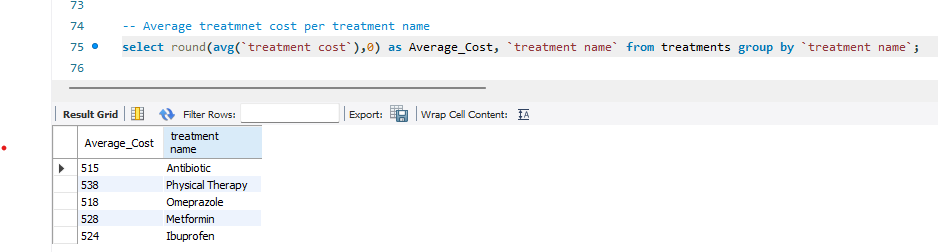 73
74 -- Average treatmnet cost per treatment name
75 select round(avg(`treatment cost`),0) as Average_Cost, `treatment name` from treatments group by `treatment name`;
76
Result Grid Filter Rows: Export: Wrap Cell Content: IA
Average_Cost treatment
name
515 Antibiotic
538 Physical Therapy
518 Omeprazole
528 Metformin
524 Ibuprofen